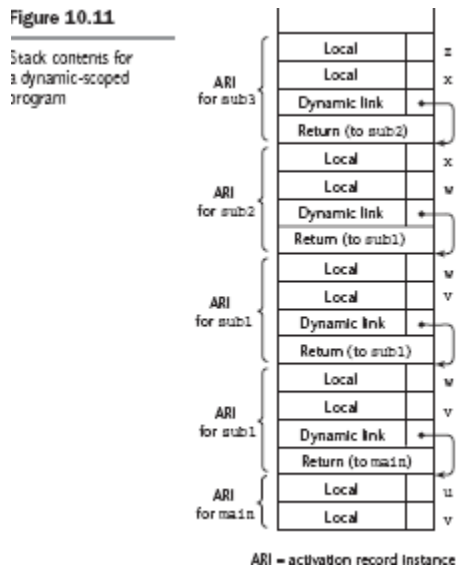 Figure 10.11
Stack contents for
a dynamic-scoped
program
ARI
for sub3
Local z
Local x
Dynamic link
Return (to sub2)
ARI
for sub2
Local x
Local w
Dynamic link
Return (to sub1)
ARI
for sub1
Local w
Local v
Dynamic link
Return (to sub1)
ARI
for sub1
Local w
Local v
Dynamic link
Return (to main)
ARI
for main
Local u
Local v
ARI = activation record instance